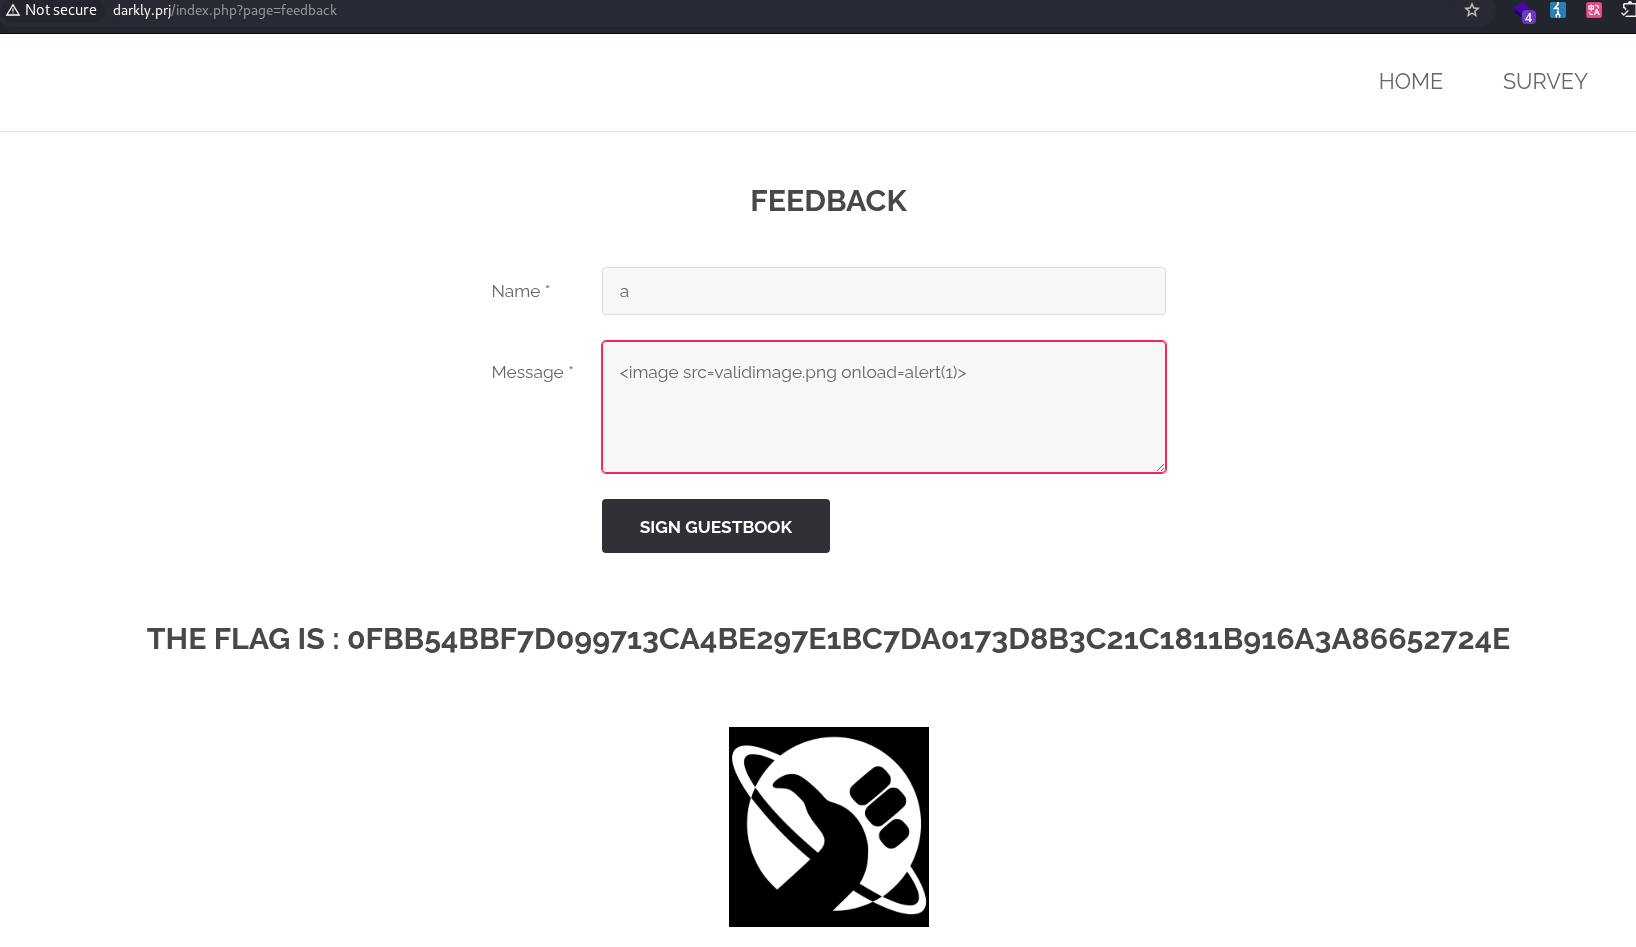 Not secure darkly.prj/index.php?page=feedback 4
HOME SURVEY
FEEDBACK
Name * a
Message * <image src=validimage.png onload=alert(1)>
SIGN GUESTBOOK
THE FLAG IS : 0FBB54BBF7D099713CA4BE297E1BC7DA0173D8B3C21C1811B916A3A86652724E